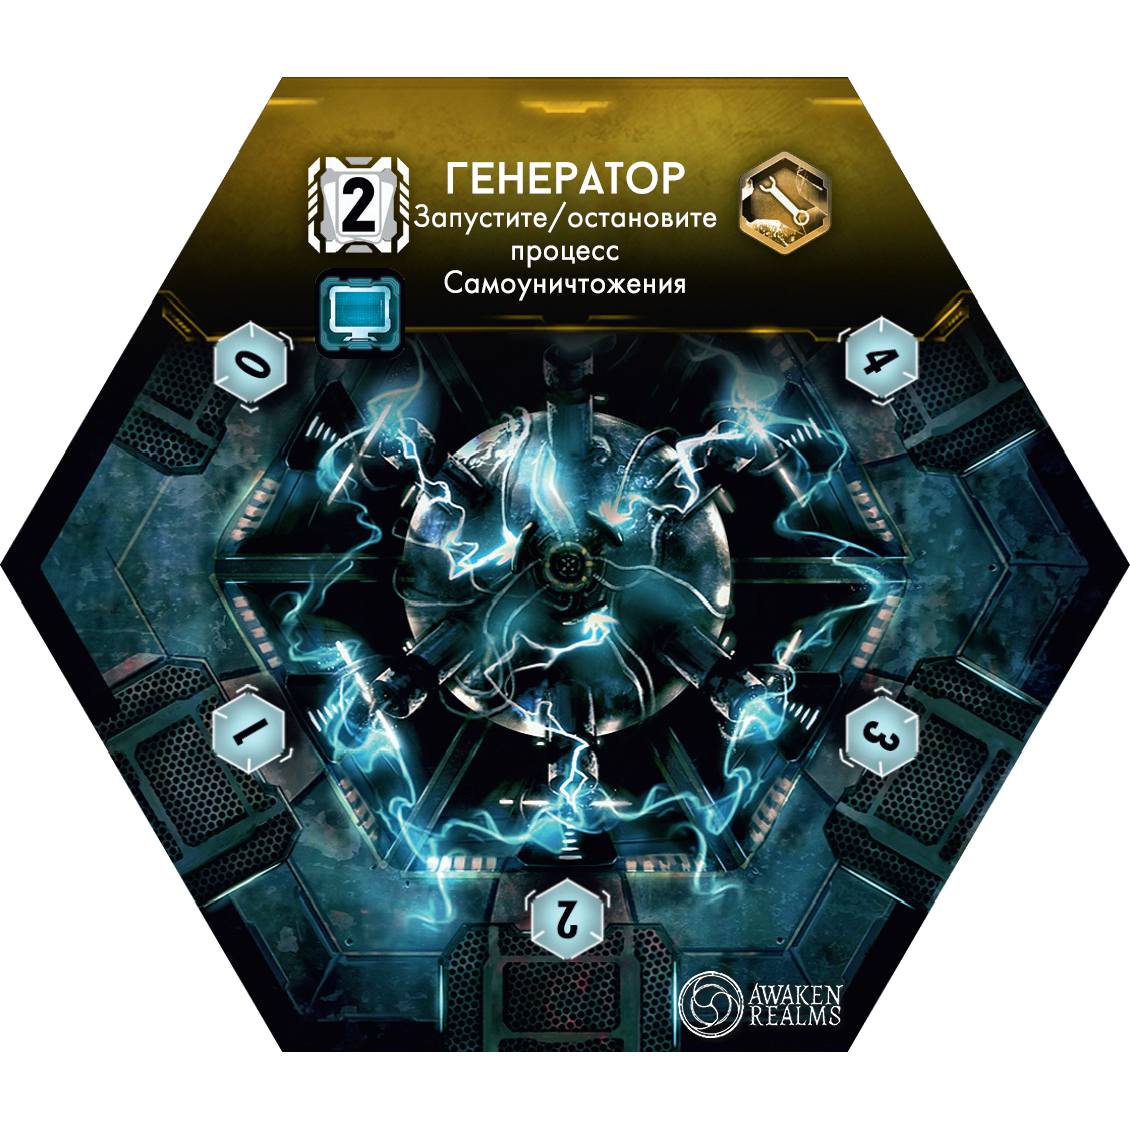 ГЕНЕРАТОР
2
Запустите/остановите
процесс
Самоуничтожения
0
4
1
3
2
AWAKEN
REALMS